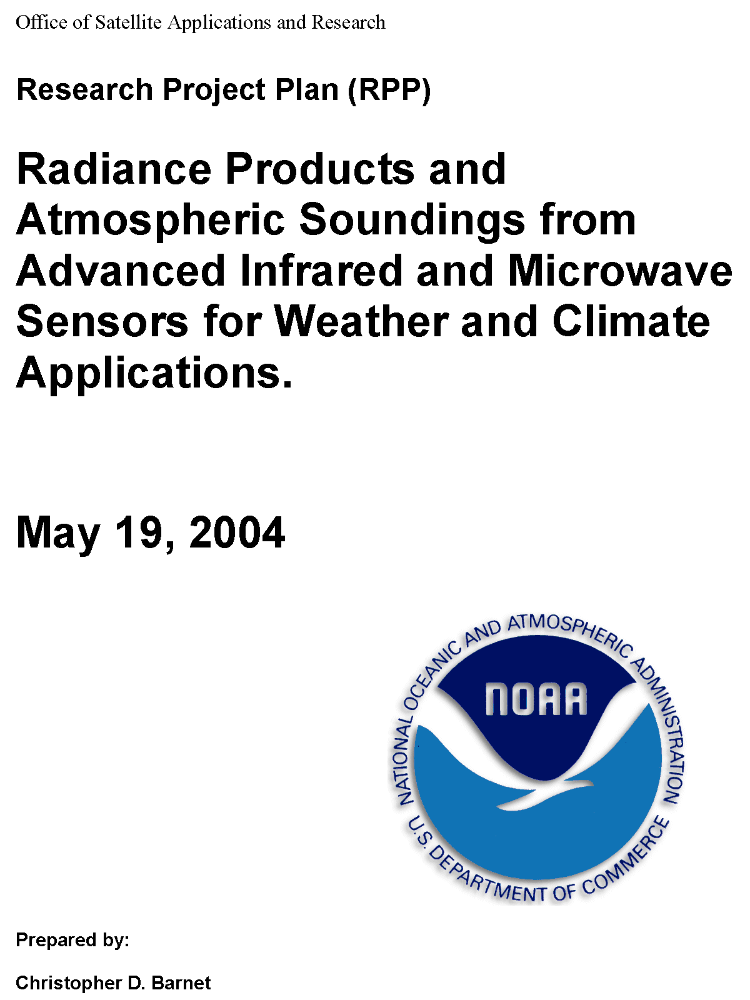 Office of Satellite Applications and Research
Research Project Plan (RPP)
Radiance Products and
Atmospheric Soundings from
Advanced Infrared and Microwave
Sensors for Weather and Climate
Applications.
May 19, 2004
NATIONAL OCEANIC AND ATMOSPHERIC ADMINISTRATION
NOAA
U.S. DEPARTMENT OF COMMERCE
Prepared by:
Christopher D. Barnet